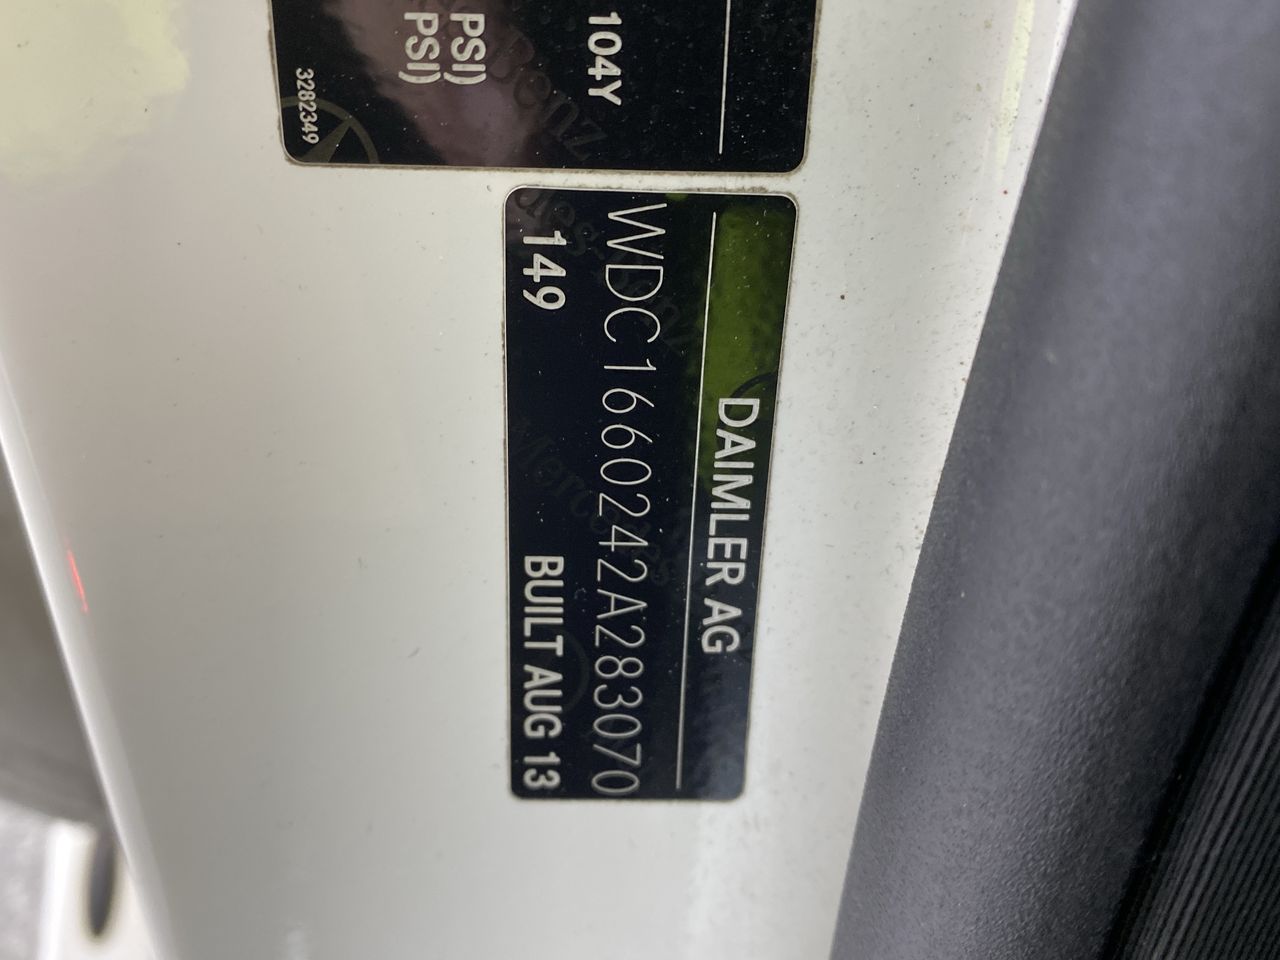 104Y
PSI)
PSI)
3282349
DAIMLER AG
WDC1660242A283070
149 BUILT AUG 13